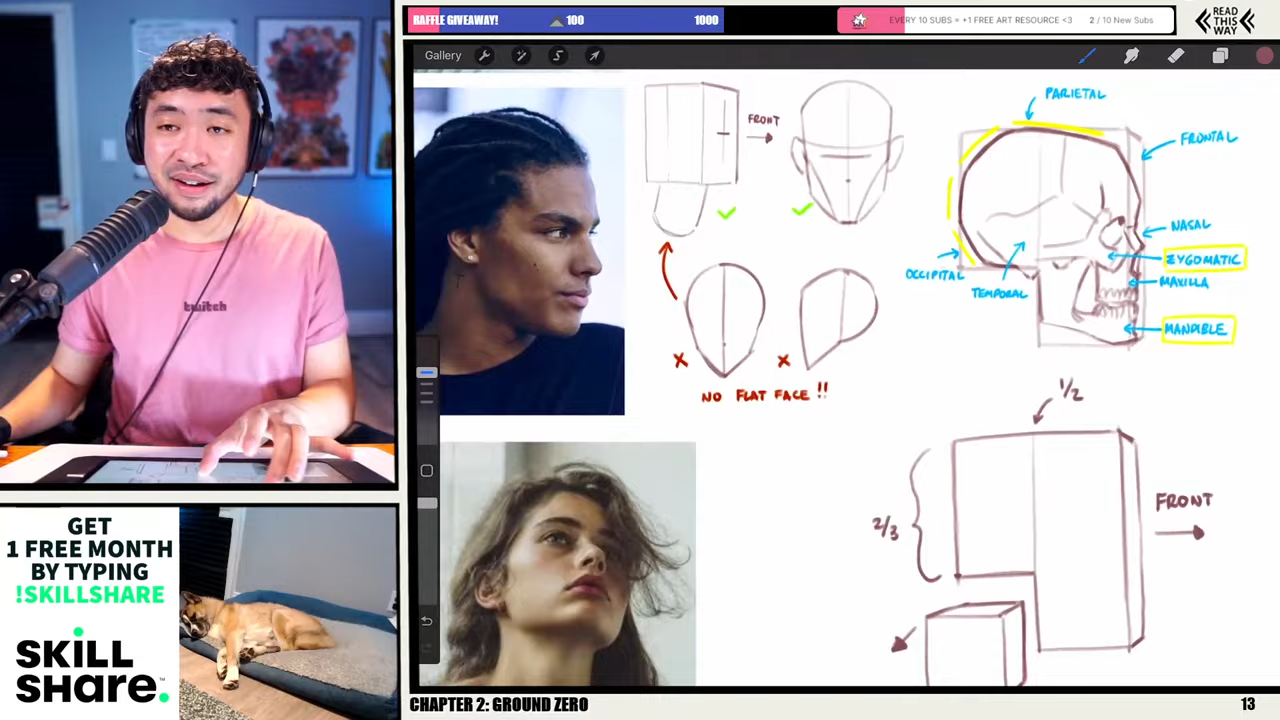 RAFFLE GIVEAWAY!
100
1000
EVERY 10 SUBS = +1 FREE ART RESOURCE <3
2 / 10 New Subs
READ
THIS
WAY
Gallery
twitch
FRONT
PARIETAL
FRONTAL
NASAL
ZYGOMATIC
MAXILLA
OCCIPITAL
TEMPORAL
MANDIBLE
NO FLAT FACE !!
1/2
2/3
FRONT
GET
1 FREE MONTH
BY TYPING
!SKILLSHARE
SKILL
SHARE.
CHAPTER 2: GROUND ZERO
13